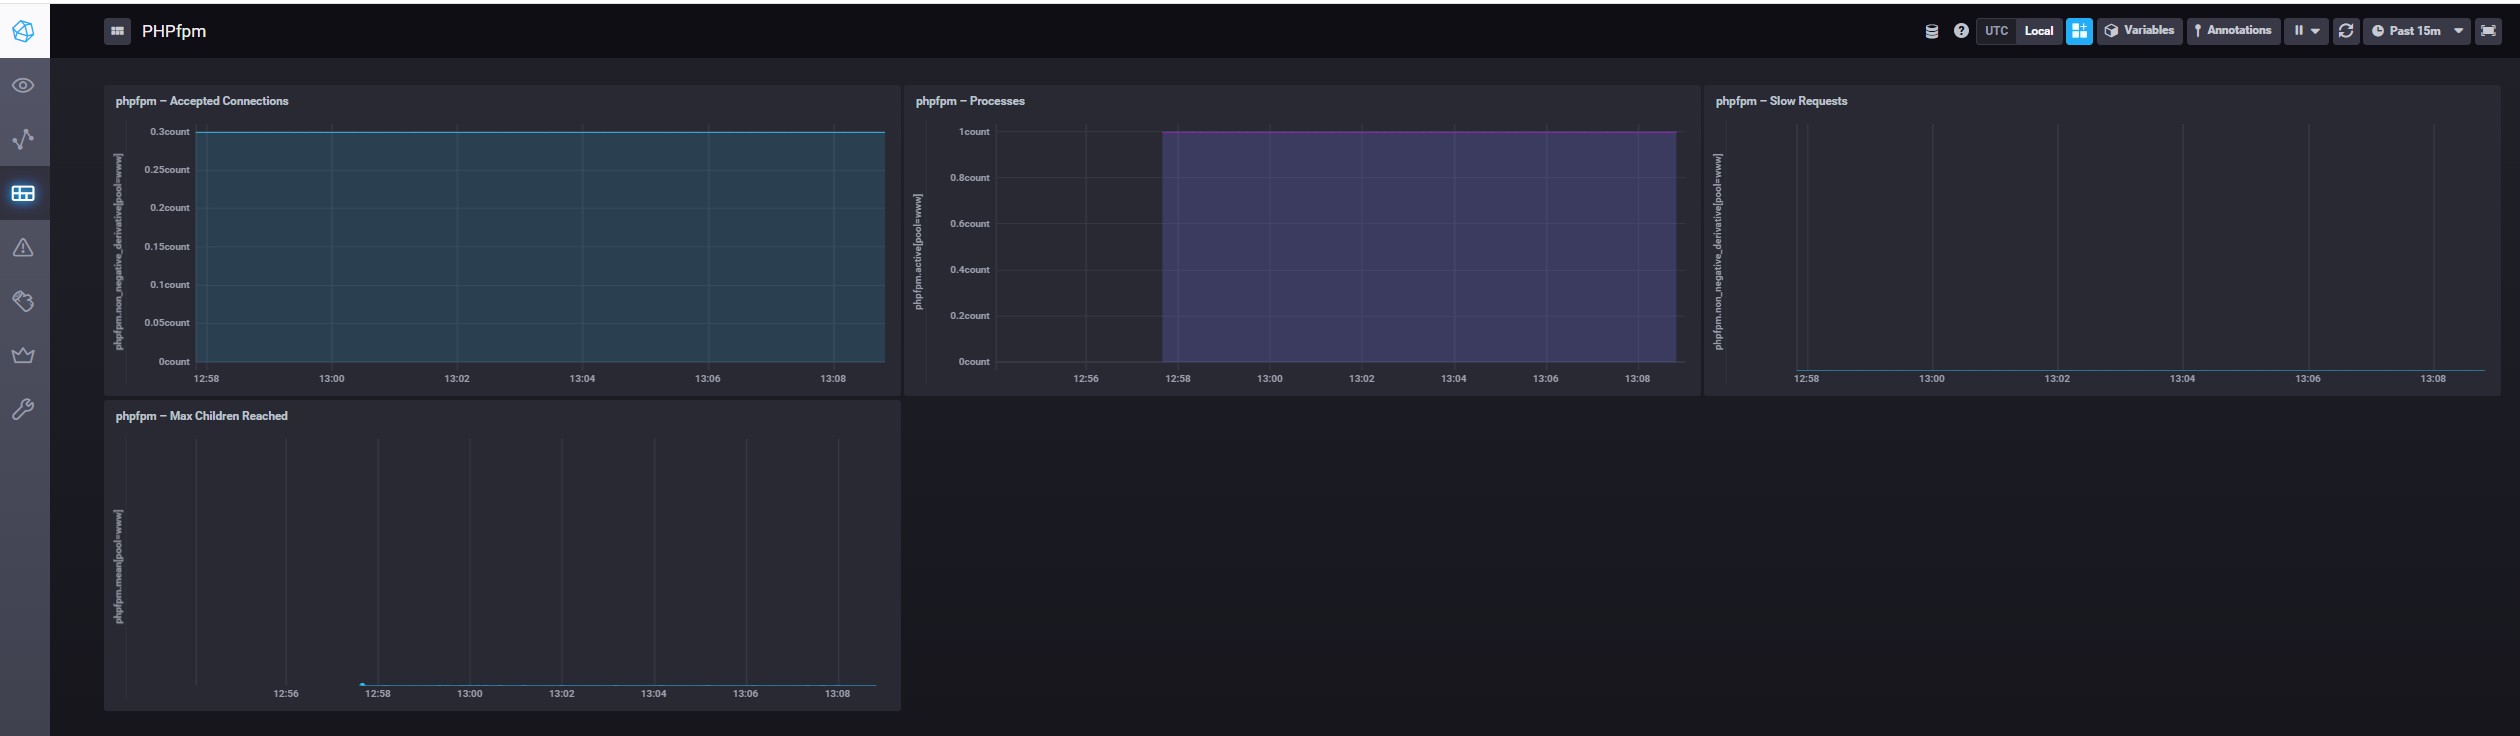 PHPfpm
UTC Local Variables Annotations Past 15m
phpfpm – Accepted Connections
phpfpm.non_negative_derivative[pool=www]
0.3count
0.25count
0.2count
0.15count
0.1count
0.05count
0count
12:58 13:00 13:02 13:04 13:06 13:08
phpfpm – Processes
phpfpm.active[pool=www]
1count
0.8count
0.6count
0.4count
0.2count
0count
12:56 12:58 13:00 13:02 13:04 13:06 13:08
phpfpm – Slow Requests
phpfpm.non_negative_derivative[pool=www]
12:58 13:00 13:02 13:04 13:06 13:08
phpfpm – Max Children Reached
phpfpm.mean[pool=www]
12:56 12:58 13:00 13:02 13:04 13:06 13:08